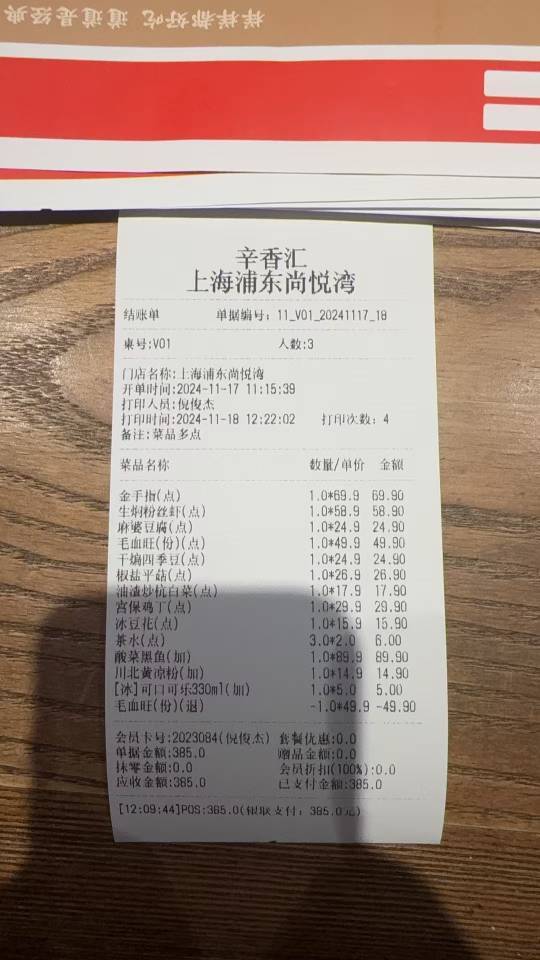 祥祥都好吃 道道是经典
辛香汇
上海浦东尚悦湾
结账单 单据编号: 11_V01_20241117_18
桌号:V01 人数:3
门店名称:上海浦东尚悦湾
开单时间:2024-11-17 11:15:39
打印人员:倪俊杰
打印时间:2024-11-18 12:22:02 打印次数: 4
备注:菜品多点
菜品名称 数量/单价 金额
金手指(点) 1.0*69.9 69.90
生焖粉丝虾(点) 1.0*58.9 58.90
麻婆豆腐(点) 1.0*24.9 24.90
毛血旺(份)(点) 1.0*49.9 49.90
干煸四季豆(点) 1.0*24.9 24.90
椒盐平菇(点) 1.0*26.9 26.90
油渣炒杭白菜(点) 1.0*17.9 17.90
宫保鸡丁(点) 1.0*29.9 29.90
冰豆花(点) 1.0*15.9 15.90
茶水(点) 3.0*2.0 6.00
酸菜黑鱼(加) 1.0*89.9 89.90
川北黄凉粉(加) 1.0*14.9 14.90
[冰]可口可乐330ml(加) 1.0*5.0 5.00
毛血旺(份)(退) -1.0*49.9 -49.90
会员卡号:2023084(倪俊杰) 套餐优惠:0.0
单据金额:385.0 赠品金额:0.0
抹零金额:0.0 会员折扣(100%):0.0
应收金额:385.0 已支付金额:385.0
[12:09:44]POS:385.0(银联支付: 385.0元)